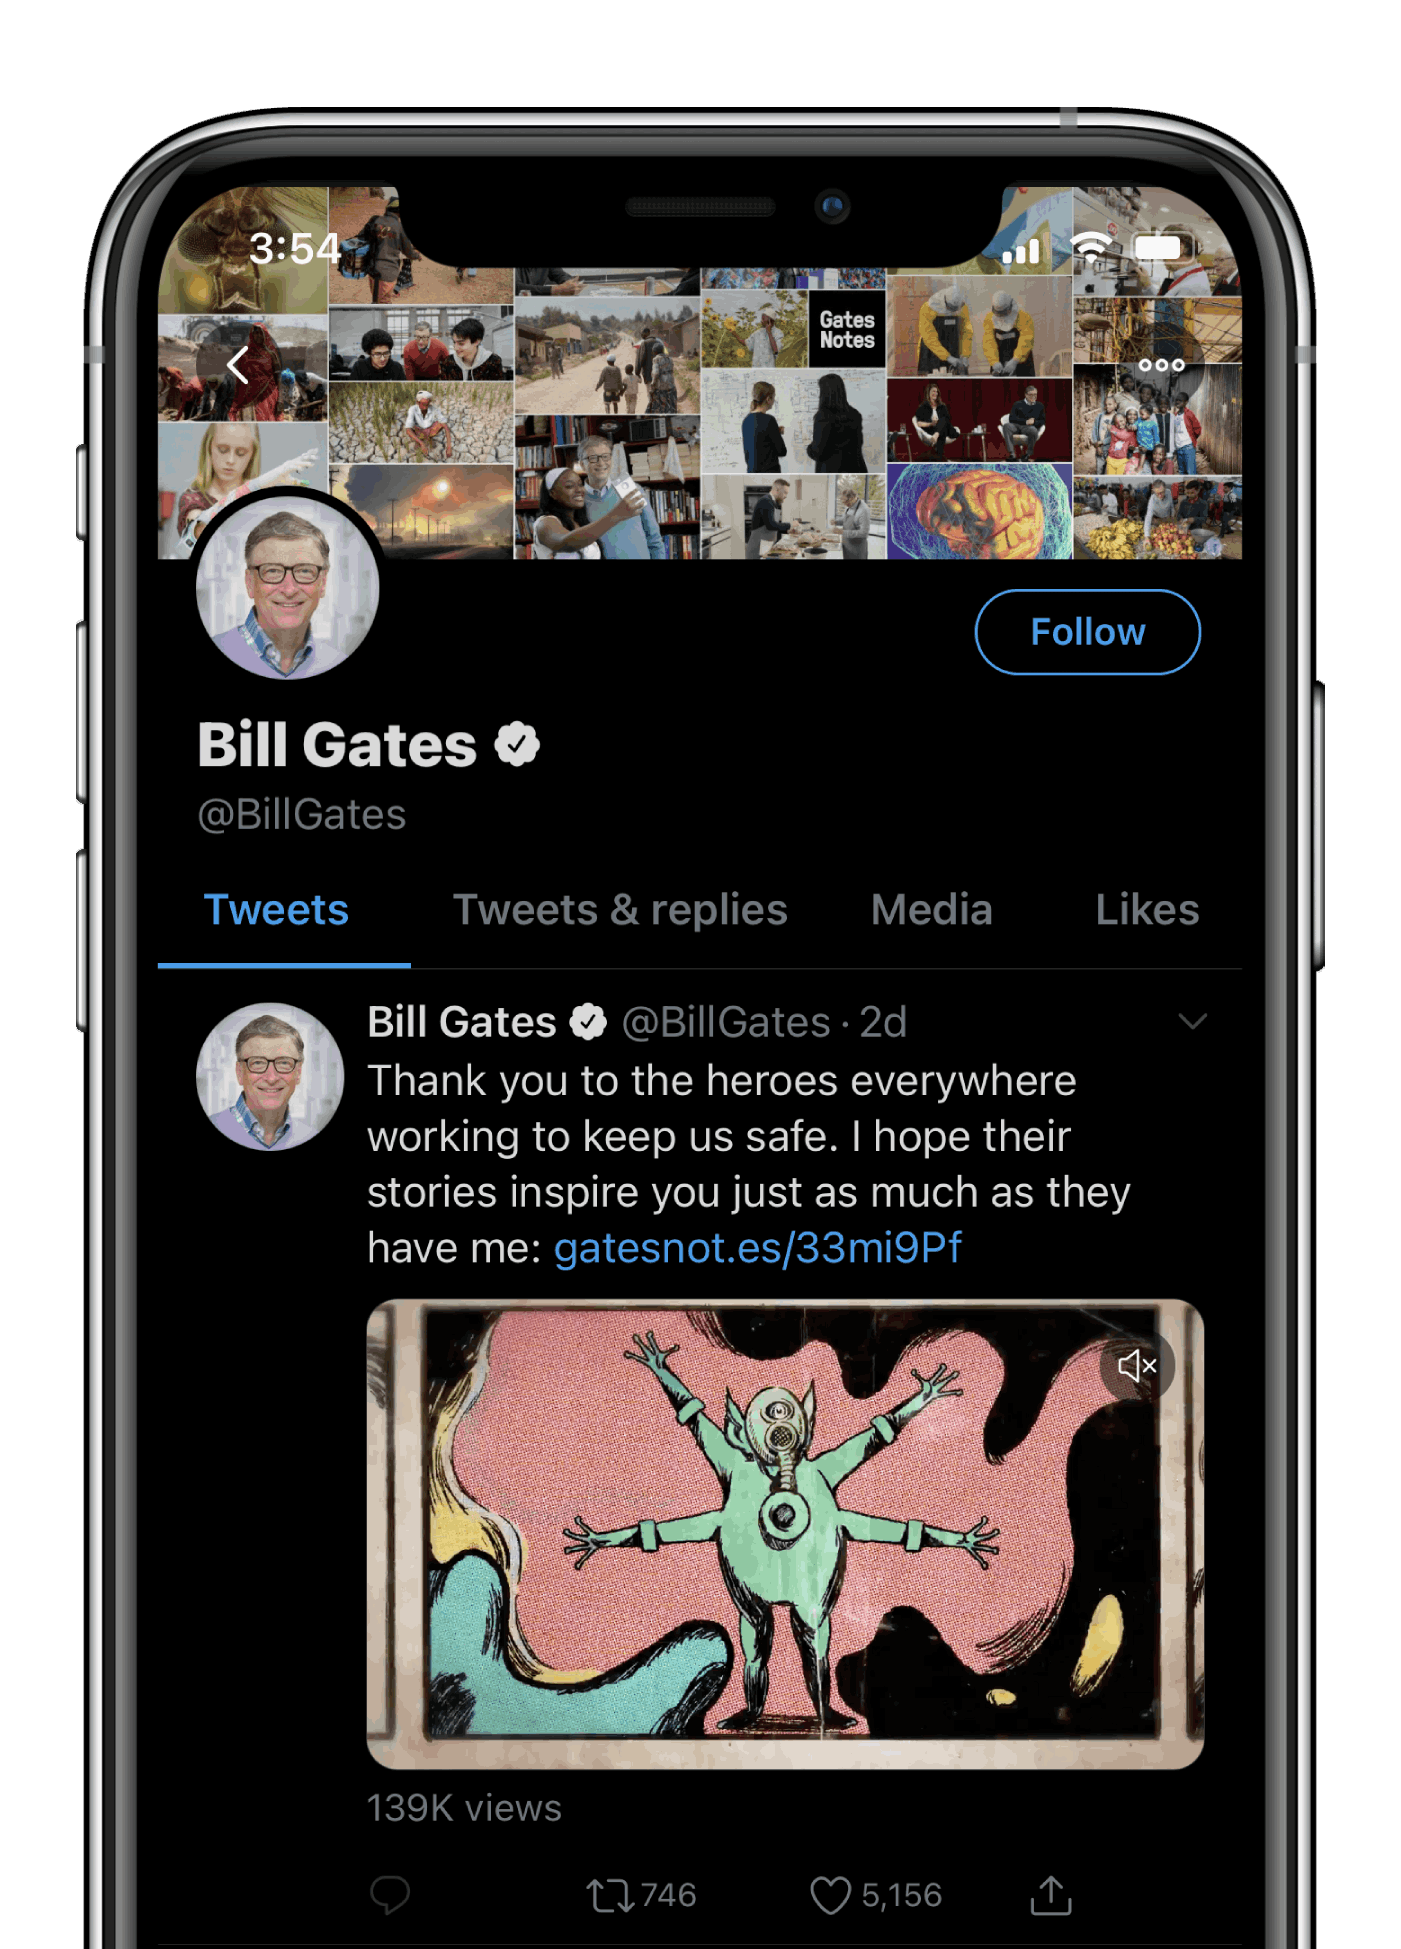 3:54
Gates
Notes
Follow
Bill Gates
@BillGates
Tweets
Tweets & replies
Media
Likes
Bill Gates @BillGates · 2d
Thank you to the heroes everywhere
working to keep us safe. I hope their
stories inspire you just as much as they
have me: gatesnot.es/33mi9Pf
139K views
746
5,156